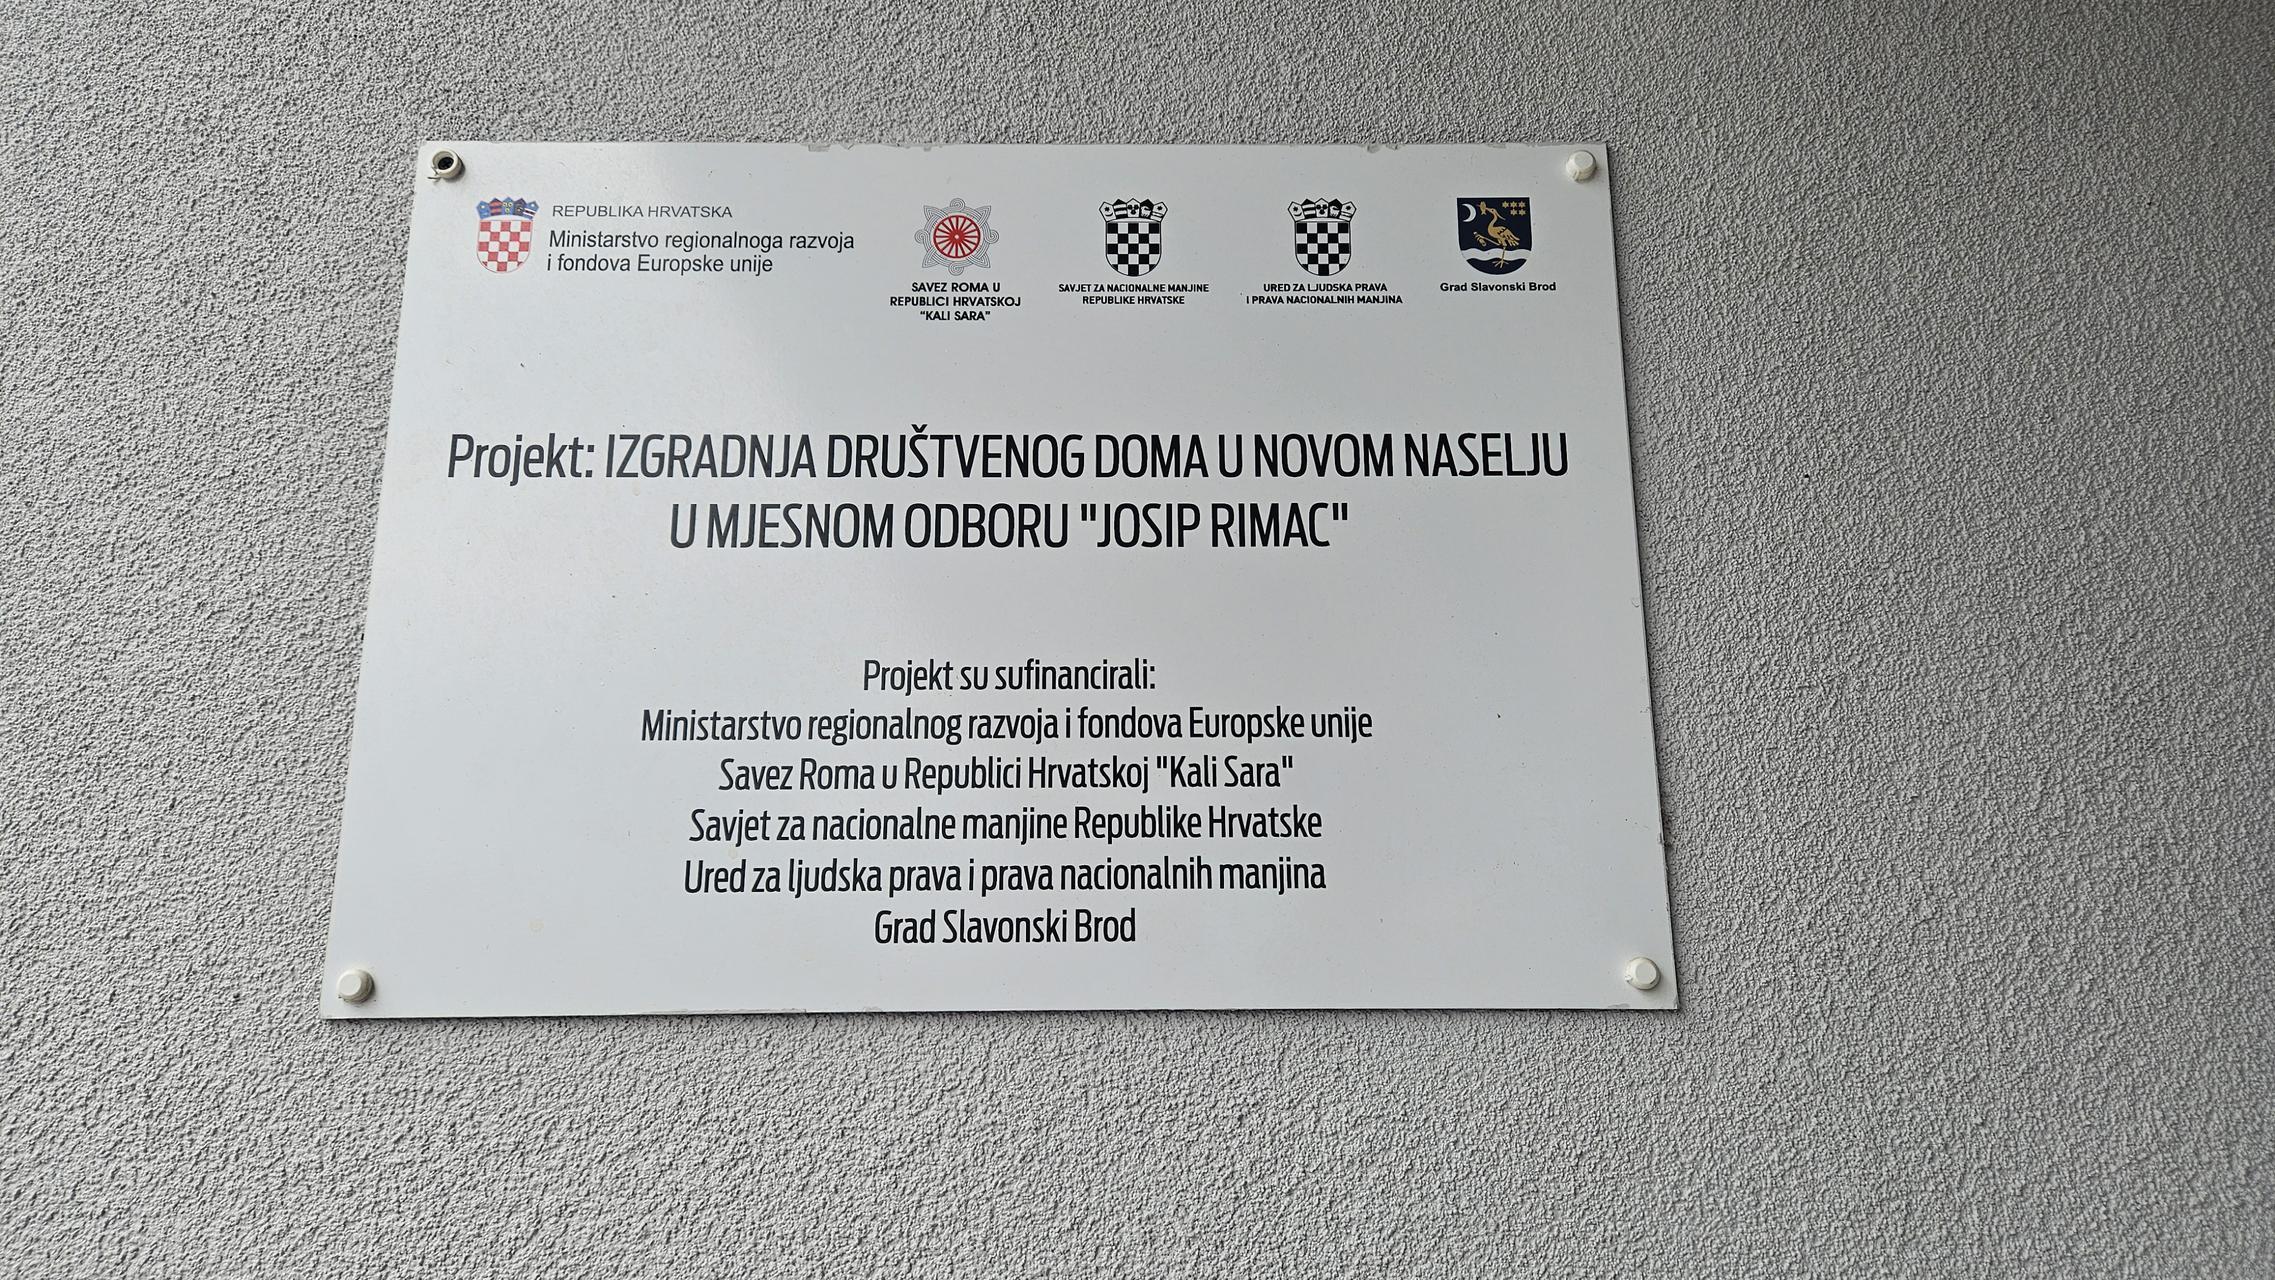 REPUBLIKA HRVATSKA
Ministarstvo regionalnoga razvoja
i fondova Europske unije
SAVEZ ROMA U
REPUBLICI HRVATSKOJ
"KALI SARA"
SAVJET ZA NACIONALNE MANJINE
REPUBLIKE HRVATSKE
URED ZA LJUDSKA PRAVA
I PRAVA NACIONALNIH MANJINA
Grad Slavonski Brod
Projekt: IZGRADNJA DRUŠTVENOG DOMA U NOVOM NASELJU
U MJESNOM ODBORU "JOSIP RIMAC"
Projekt su sufinancirali:
Ministarstvo regionalnog razvoja i fondova Europske unije
Savez Roma u Republici Hrvatskoj "Kali Sara"
Savjet za nacionalne manjine Republike Hrvatske
Ured za ljudska prava i prava nacionalnih manjina
Grad Slavonski Brod